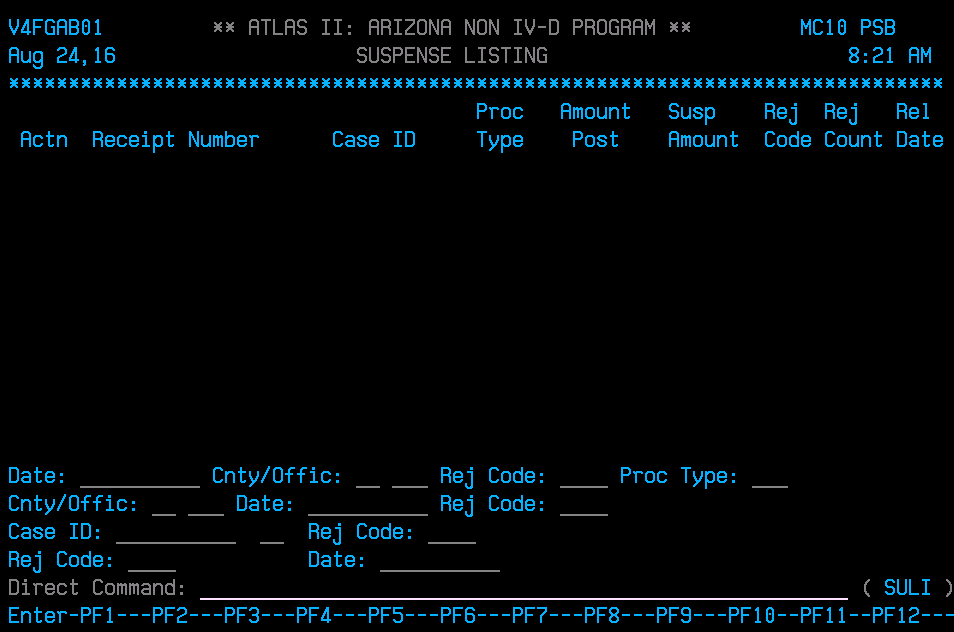 V4FGAB01 ** ATLAS II: ARIZONA NON IV-D PROGRAM ** MC10 PSB
Aug 24,16 SUSPENSE LISTING 8:21 AM
******************************************************************************
Proc Amount Susp Rej Rej Rel
Actn Receipt Number Case ID Type Post Amount Code Count Date
Date: __________ Cnty/Offic: __ ___ Rej Code: ____ Proc Type: ___
Cnty/Offic: __ ___ Date: __________ Rej Code: ____
Case ID: __________ __ Rej Code: ____
Rej Code: ____ Date: __________
Direct Command: ______________________________________________________ ( SULI )
Enter-PF1---PF2---PF3---PF4---PF5---PF6---PF7---PF8---PF9---PF10--PF11--PF12---